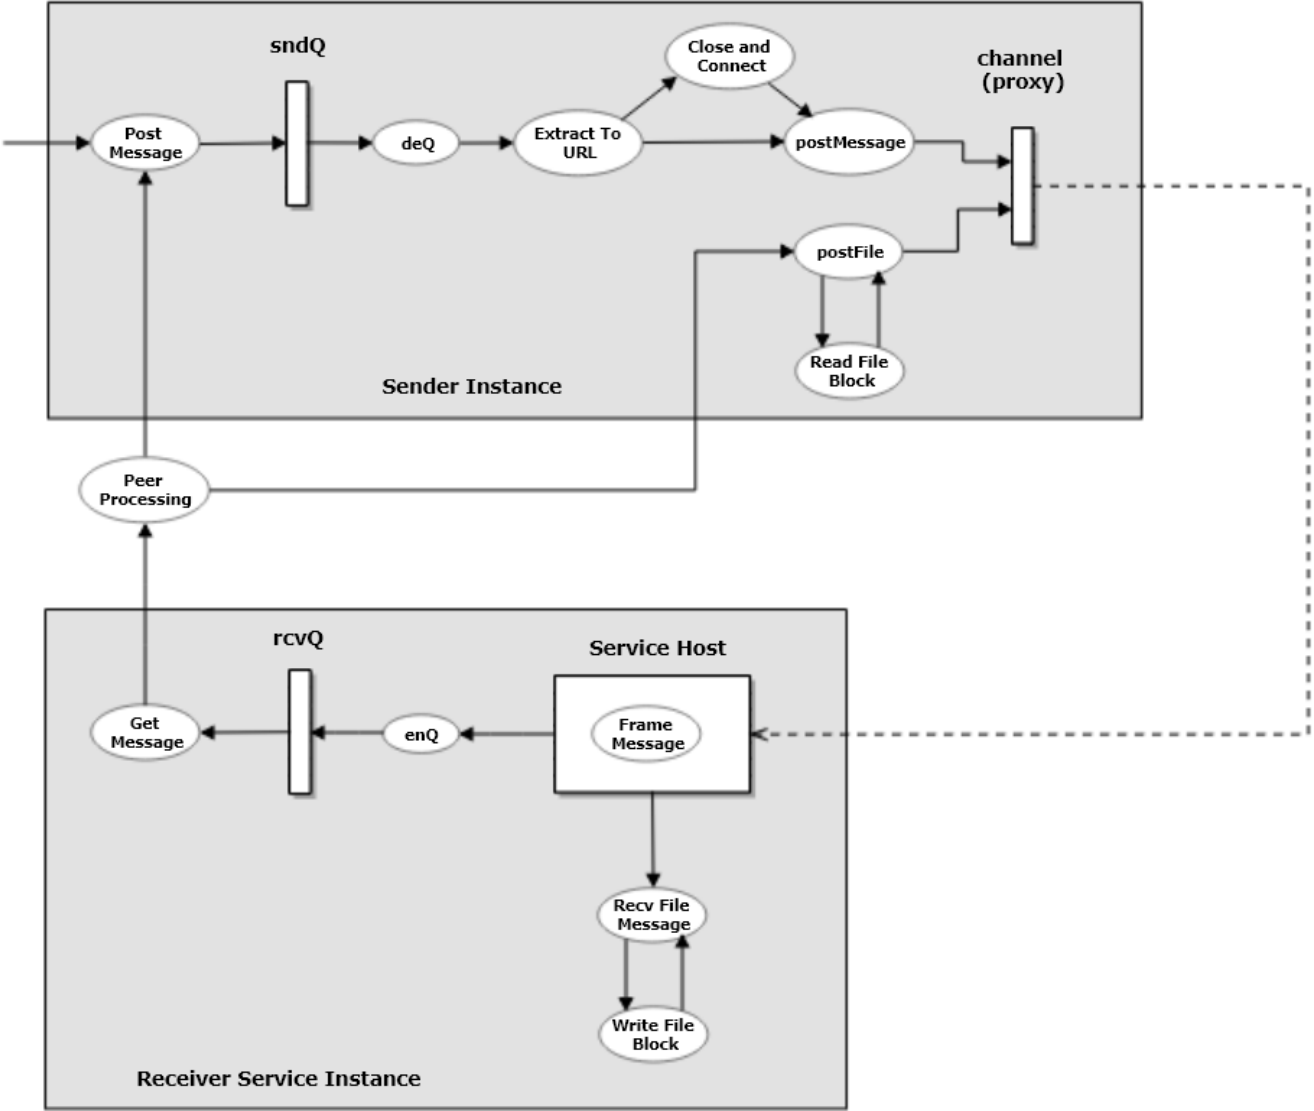 sndQ
Close and
Connect
channel
(proxy)
Post
Message
deQ
Extract To
URL
postMessage
postFile
Read File
Block
Sender Instance
Peer
Processing
rcvQ
Service Host
Get
Message
enQ
Frame
Message
Recv File
Message
Write File
Block
Receiver Service Instance